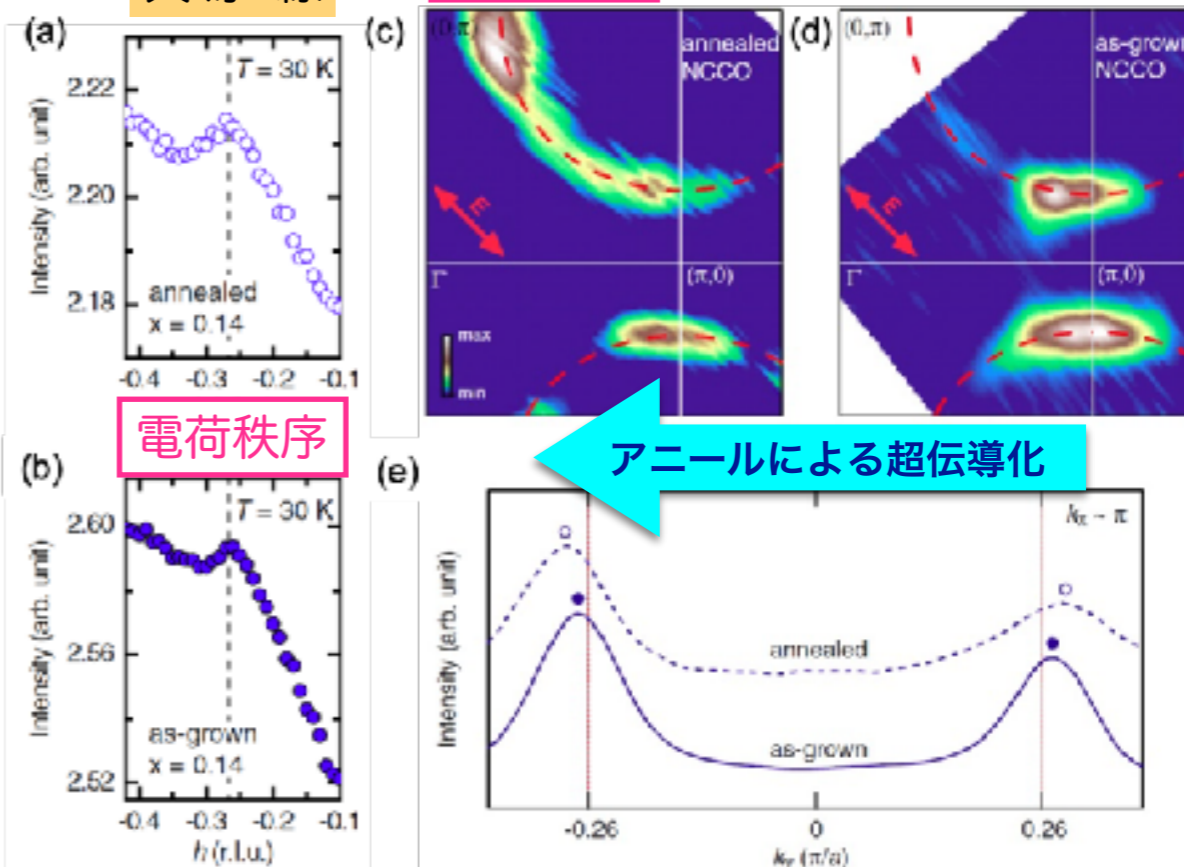 (a)
T = 30 K
2.22
2.20
2.18
Intensity (arb. unit)
annealed
x = 0.14
-0.4 -0.3 -0.2 -0.1
電荷秩序
(b)
T = 30 K
2.60
2.56
2.52
Intensity (arb. unit)
as-grown
x = 0.14
-0.4 -0.3 -0.2 -0.1
h (r.l.u.)
(c)
(0,π)
annealed
NCCO
E
Γ
(π,0)
max
min
(d)
(0,π)
as-grown
NCCO
E
Γ
(π,0)
アニールによる超伝導化
(e)
Intensity (arb. unit)
annealed
as-grown
-0.26 0 0.26